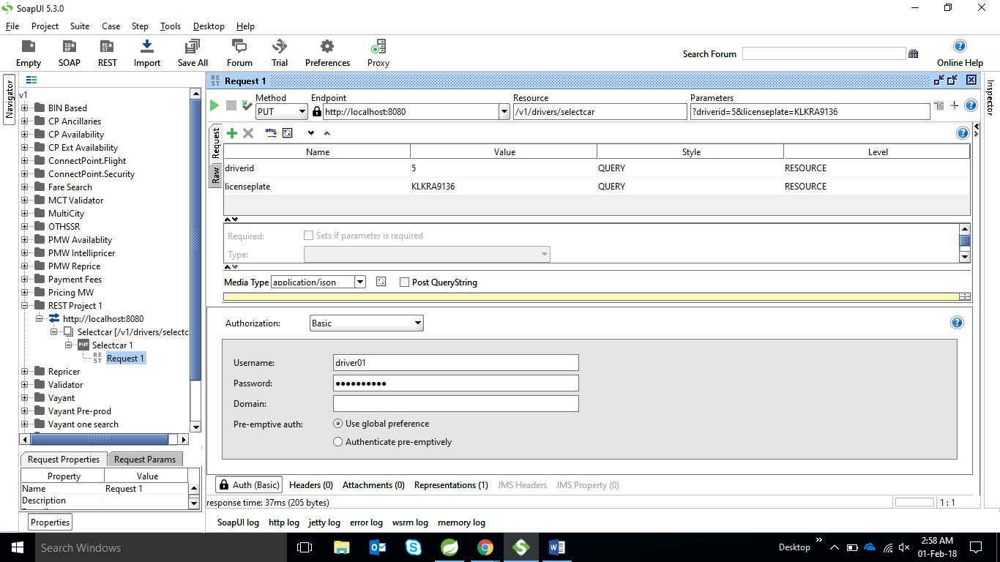 SoapUI 5.3.0
File Project Suite Case Step Tools Desktop Help
Empty SOAP REST Import Save All Forum Trial Preferences Proxy
Search Forum
Online Help
Navigator
v1
BIN Based
CP Ancillaries
CP Availability
CP Ext Availability
ConnectPoint.Flight
ConnectPoint.Security
Fare Search
MCT Validator
MultiCity
OTHSSR
PMW Availablity
PMW Intellipricer
PMW Reprice
Payment Fees
Pricing MW
REST Project 1
http://localhost:8080
Selectcar [/v1/drivers/selectc
PUT Selectcar 1
REST Request 1
Repricer
Validator
Vayant
Vayant Pre-prod
Vayant one search
Request Properties Request Params
Property Value
Name Request 1
Description
Properties
REST Request 1
Inspector
Method Endpoint Resource Parameters
PUT http://localhost:8080 /v1/drivers/selectcar ?driverid=5&licenseplate=KLKRA9136
Request
Raw
Name Value Style Level
driverid 5 QUERY RESOURCE
licenseplate KLKRA9136 QUERY RESOURCE
Required: Sets if parameter is required
Type:
Media Type application/json Post QueryString
Authorization: Basic
Username: driver01
Password: ●●●●●●●●●●
Domain:
Pre-emptive auth: Use global preference
Authenticate pre-emptively
Auth (Basic) Headers (0) Attachments (0) Representations (1) JMS Headers JMS Property (0)
response time: 37ms (205 bytes) 1 : 1
SoapUI log http log jetty log error log wsrm log memory log
Search Windows
Desktop
2:58 AM
01-Feb-18